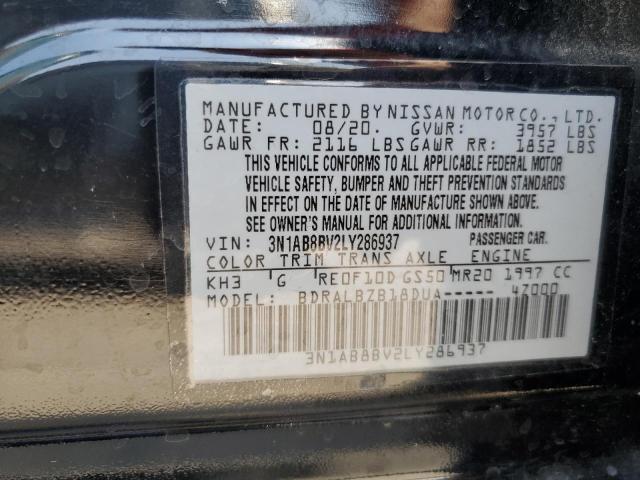 MANUFACTURED BY NISSAN MOTOR CO., LTD.
DATE: 08/20. GVWR: 3957 LBS
GAWR FR: 2116 LBS GAWR RR: 1852 LBS
THIS VEHICLE CONFORMS TO ALL APPLICABLE FEDERAL MOTOR
VEHICLE SAFETY, BUMPER AND THEFT PREVENTION STANDARDS
IN EFFECT ON THE DATE OF MANUFACTURE SHOWN ABOVE.
SEE OWNER'S MANUAL FOR ADDITIONAL INFORMATION.
VIN: 3N1AB8BV2LY286937 PASSENGER CAR.
COLOR TRIM TRANS AXLE ENGINE
KH3 G RE0F10D GS50 MR20 1997 CC
MODEL: BDRALBZB18DUA----- 47000
3N1AB8BV2LY286937